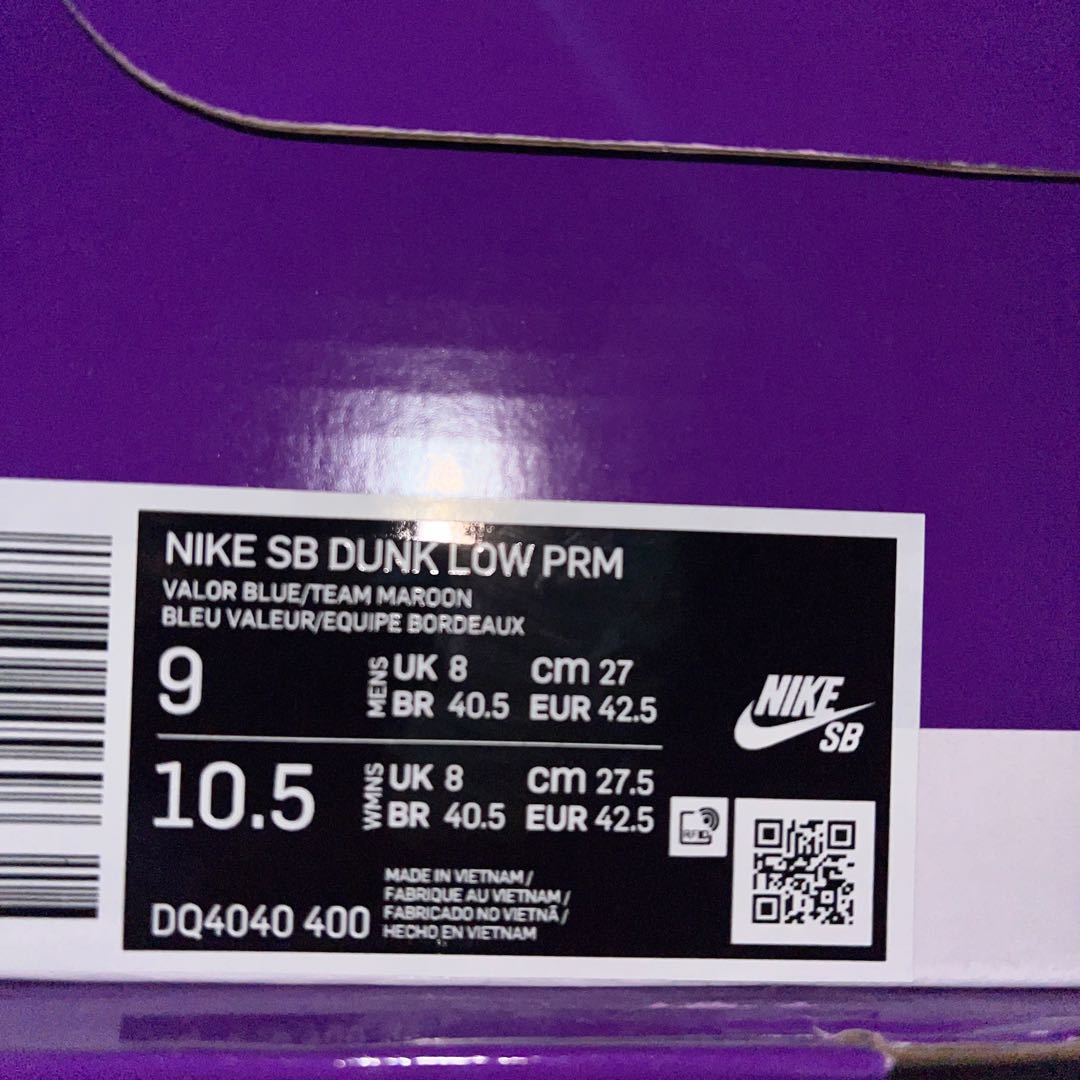 NIKE SB DUNK LOW PRM
VALOR BLUE/TEAM MAROON
BLEU VALEUR/EQUIPE BORDEAUX
9 MENS UK 8 cm 27
BR 40.5 EUR 42.5
10.5 WMNS UK 8 cm 27.5
BR 40.5 EUR 42.5
NIKE
SB
RFID
MADE IN VIETNAM /
FABRIQUE AU VIETNAM /
FABRICADO NO VIETNÃ /
HECHO EN VIETNAM
DQ4040 400